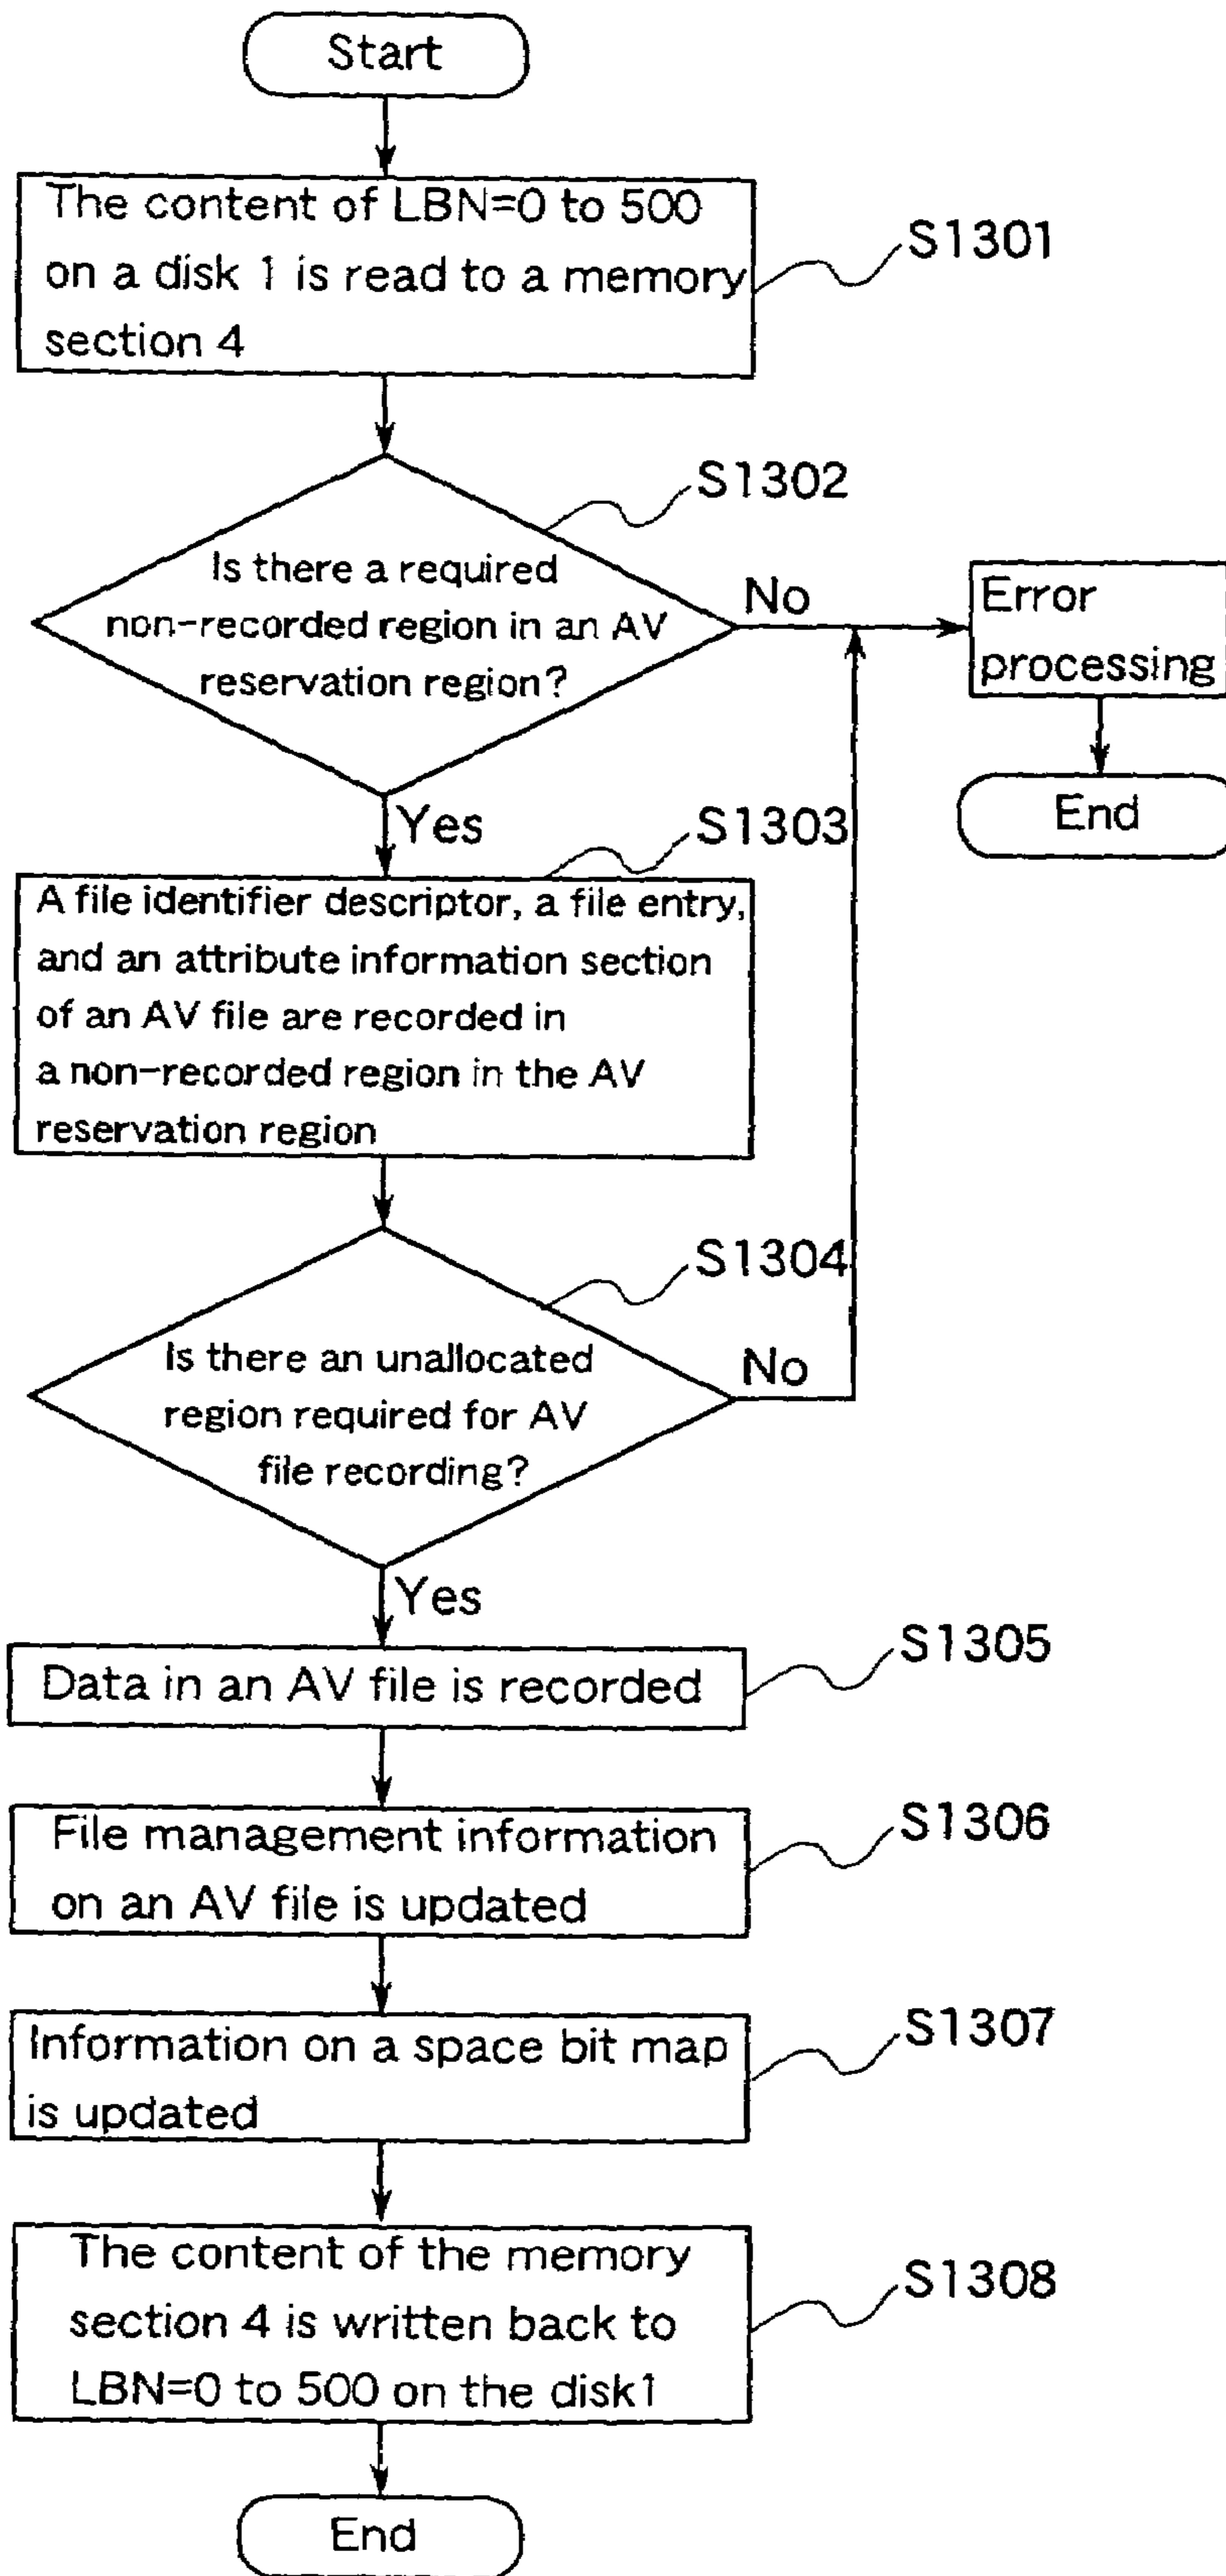 Start
The content of LBN=0 to 500
on a disk 1 is read to a memory
section 4
S1301
S1302
Is there a required
non-recorded region in an AV
reservation region?
No
Error
processing
End
Yes
S1303
A file identifier descriptor, a file entry,
and an attribute information section
of an AV file are recorded in
a non-recorded region in the AV
reservation region
S1304
Is there an unallocated
region required for AV
file recording?
No
Yes
S1305
Data in an AV file is recorded
S1306
File management information
on an AV file is updated
S1307
Information on a space bit map
is updated
S1308
The content of the memory
section 4 is written back to
LBN=0 to 500 on the disk1
End